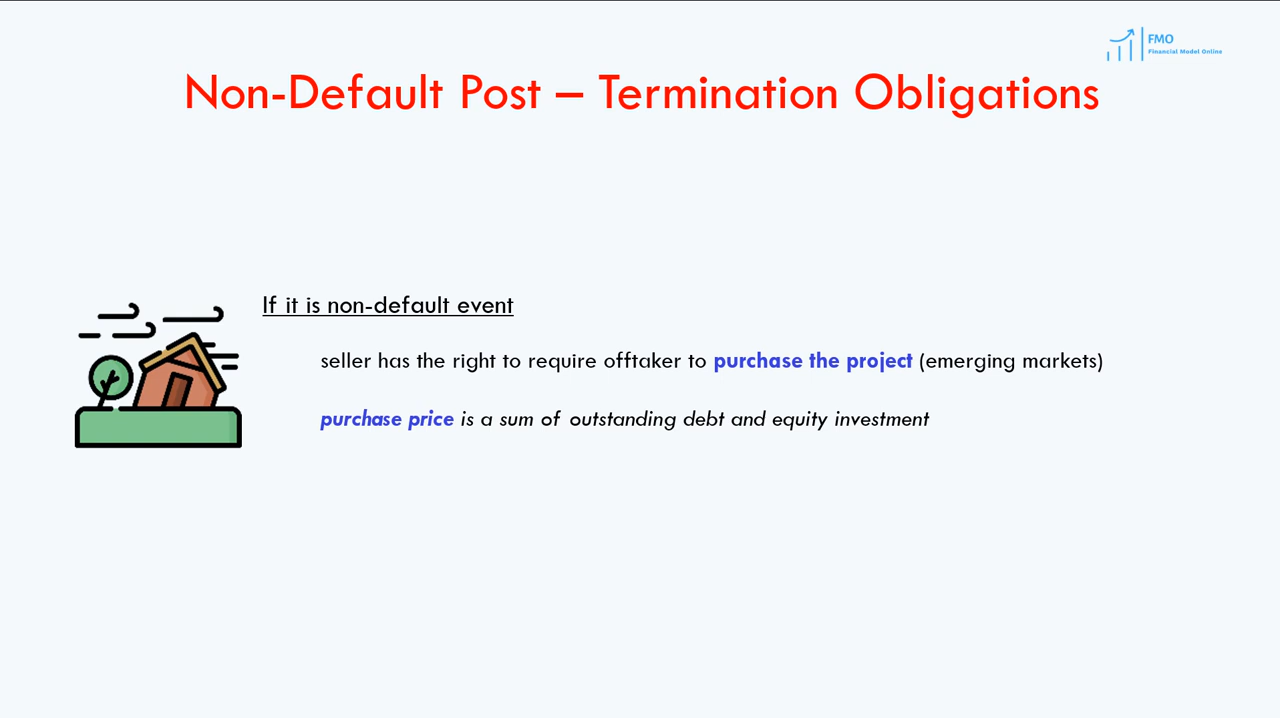 FMO
Financial Model Online
Non-Default Post – Termination Obligations
If it is non-default event
seller has the right to require offtaker to purchase the project (emerging markets)
purchase price is a sum of outstanding debt and equity investment